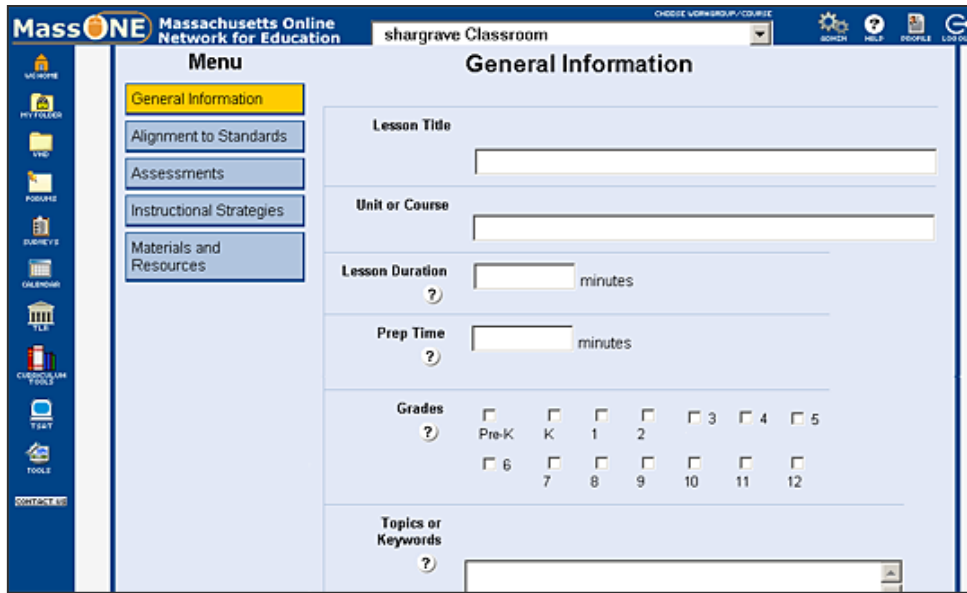 MassONE Massachusetts Online
Network for Education
CHOOSE WORKGROUP/COURSE
shargrave Classroom
ADMIN
HELP
PROFILE
MY FOLDER
VHD
FORUMS
SURVEYS
CALENDAR
TLR
CURRICULUM
TOOLS
TSAT
TOOLS
CONTACT US
Menu
General Information
Alignment to Standards
Assessments
Instructional Strategies
Materials and
Resources
General Information
Lesson Title
Unit or Course
Lesson Duration
? minutes
Prep Time
? minutes
Grades
?
Pre-K K 1 2 3 4 5
6 7 8 9 10 11 12
Topics or
Keywords
?